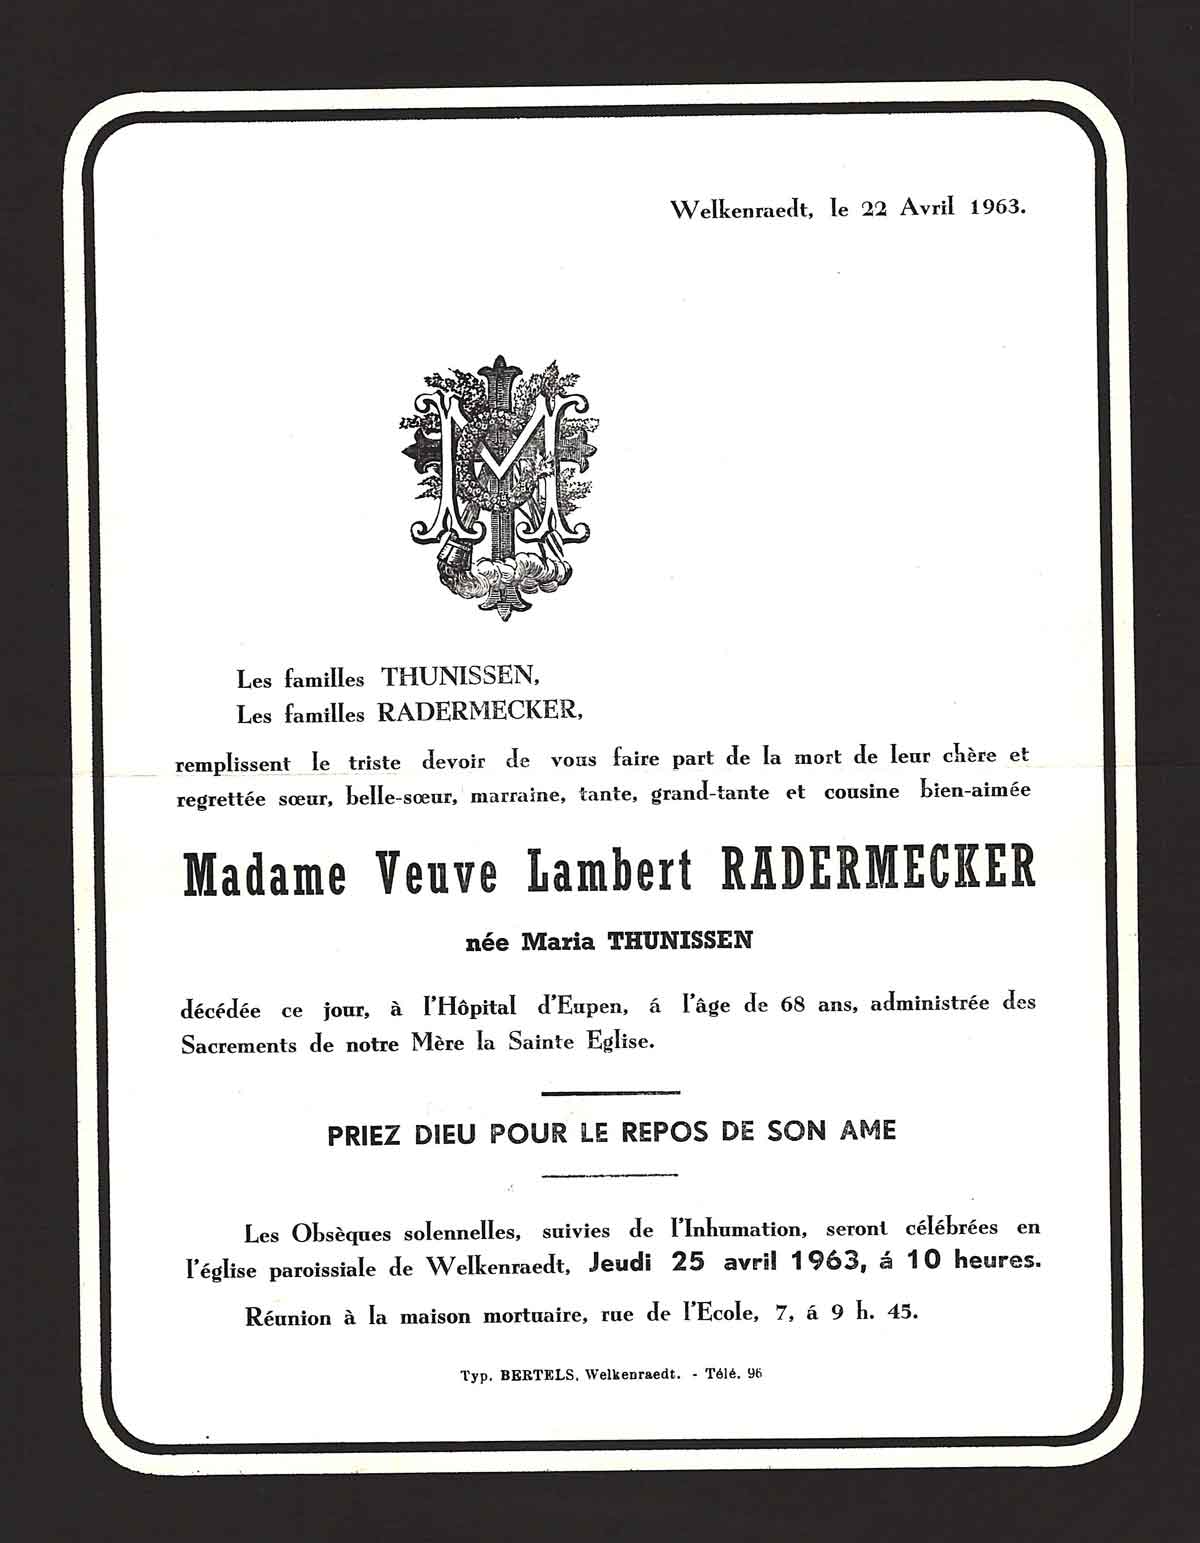 Welkenraedt, le 22 Avril 1963.
M
Les familles THUNISSEN,
Les familles RADERMECKER,
remplissent le triste devoir de vous faire part de la mort de leur chère et
regrettée sœur, belle-sœur, marraine, tante, grand-tante et cousine bien-aimée
Madame Veuve Lambert RADERMECKER
née Maria THUNISSEN
décédée ce jour, à l'Hôpital d'Eupen, á l'âge de 68 ans, administrée des
Sacrements de notre Mère la Sainte Eglise.
PRIEZ DIEU POUR LE REPOS DE SON AME
Les Obsèques solennelles, suivies de l'Inhumation, seront célébrées en
l'église paroissiale de Welkenraedt, Jeudi 25 avril 1963, á 10 heures.
Réunion à la maison mortuaire, rue de l'Ecole, 7, á 9 h. 45.
Typ. BERTELS, Welkenraedt. - Télé. 96